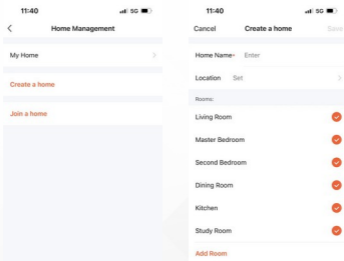 11:40
5G
Home Management
My Home
Create a home
Join a home
11:40
5G
Cancel
Create a home
Save
Home Name*
Enter
Location
Set
Rooms:
Living Room
Master Bedroom
Second Bedroom
Dining Room
Kitchen
Study Room
Add Room